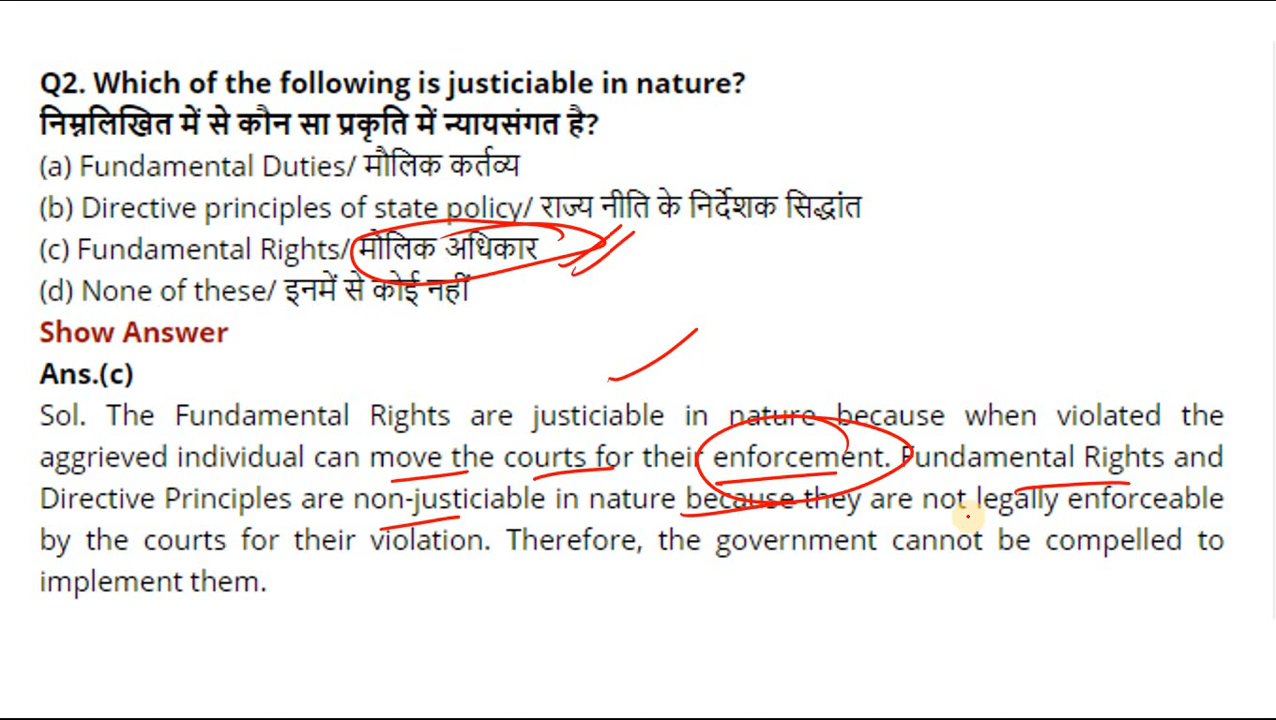 Q2. Which of the following is justiciable in nature?
निम्नलिखित में से कौन सा प्रकृति में न्यायसंगत है?
(a) Fundamental Duties/ मौलिक कर्तव्य
(b) Directive principles of state policy/ राज्य नीति के निर्देशक सिद्धांत
(c) Fundamental Rights/ मौलिक अधिकार
(d) None of these/ इनमें से कोई नहीं
Show Answer
Ans.(c)
Sol. The Fundamental Rights are justiciable in nature because when violated the
aggrieved individual can move the courts for their enforcement. Fundamental Rights and
Directive Principles are non-justiciable in nature because they are not legally enforceable
by the courts for their violation. Therefore, the government cannot be compelled to
implement them.